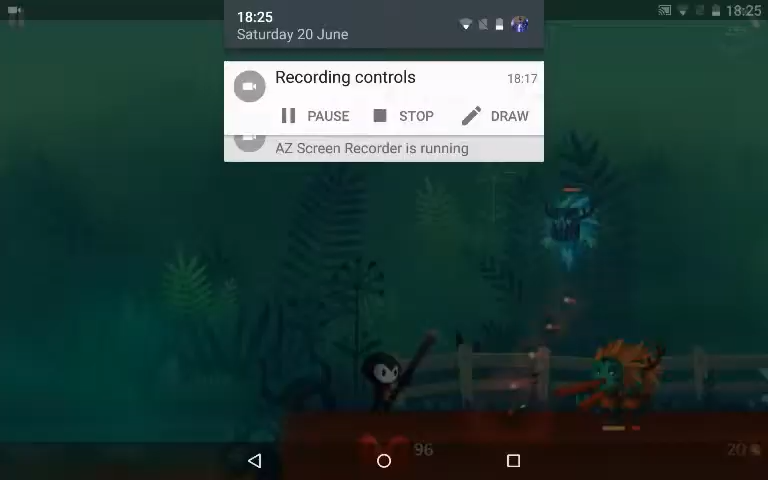 18:25
18:25
Saturday 20 June
Recording controls
18:17
PAUSE
STOP
DRAW
AZ Screen Recorder is running
96
20